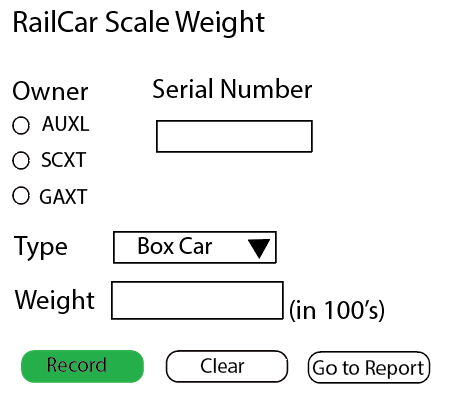 RailCar Scale Weight
Owner
Serial Number
AUXL
SCXT
GAXT
Type
Box Car
Weight
(in 100's)
Record
Clear
Go to Report